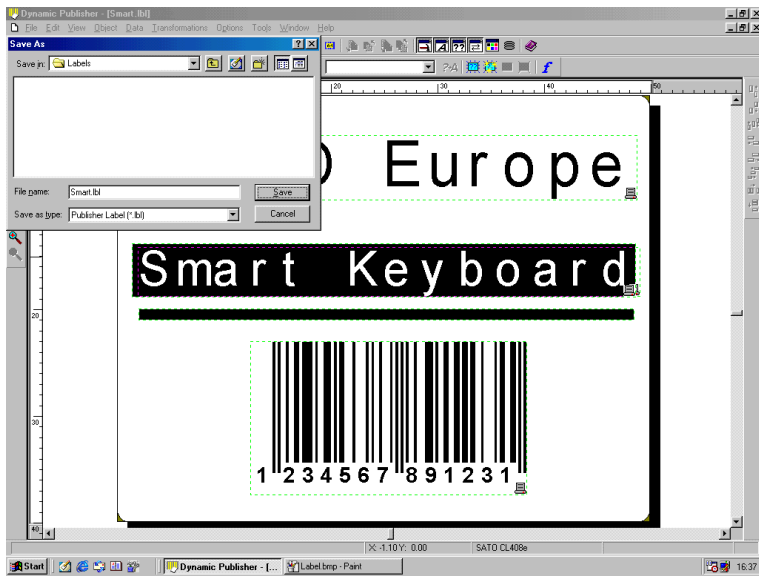 Dynamic Publisher - [Smart.lbl]
File Edit View Object Data Transformations Options Tools Window Help
Save As
Save in: Labels
File name: Smart.lbl Save
Save as type: Publisher Label (*.lbl) Cancel
20 30 40 50
O Europe
Smart Keyboard
20
30
40
1 234567 891231
X: -1.10 Y: 0.00 SATO CL408e
Start Dynamic Publisher - [... Label.bmp - Paint 16:37